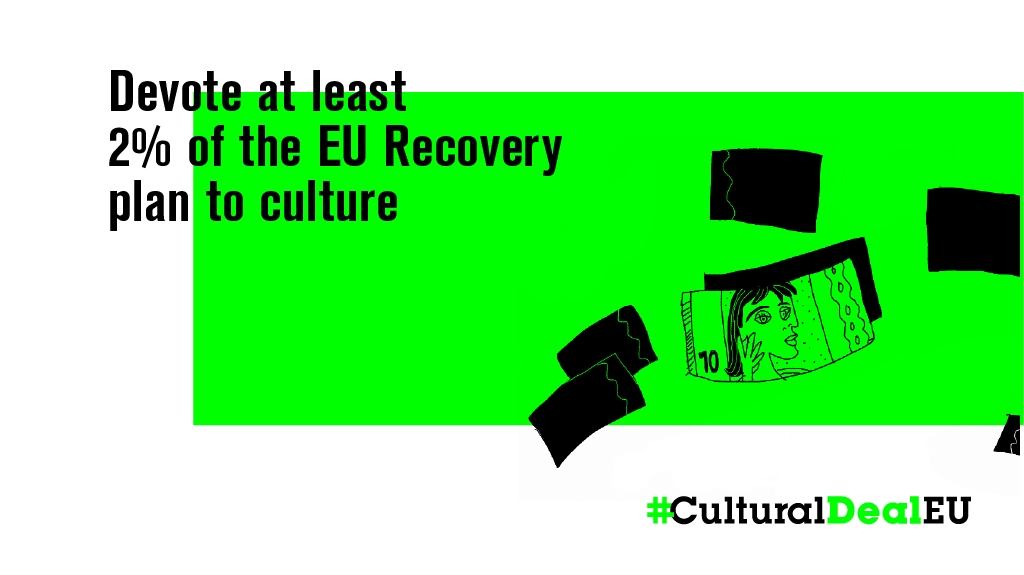 Devote at least
2% of the EU Recovery
plan to culture
10
#CulturalDealEU